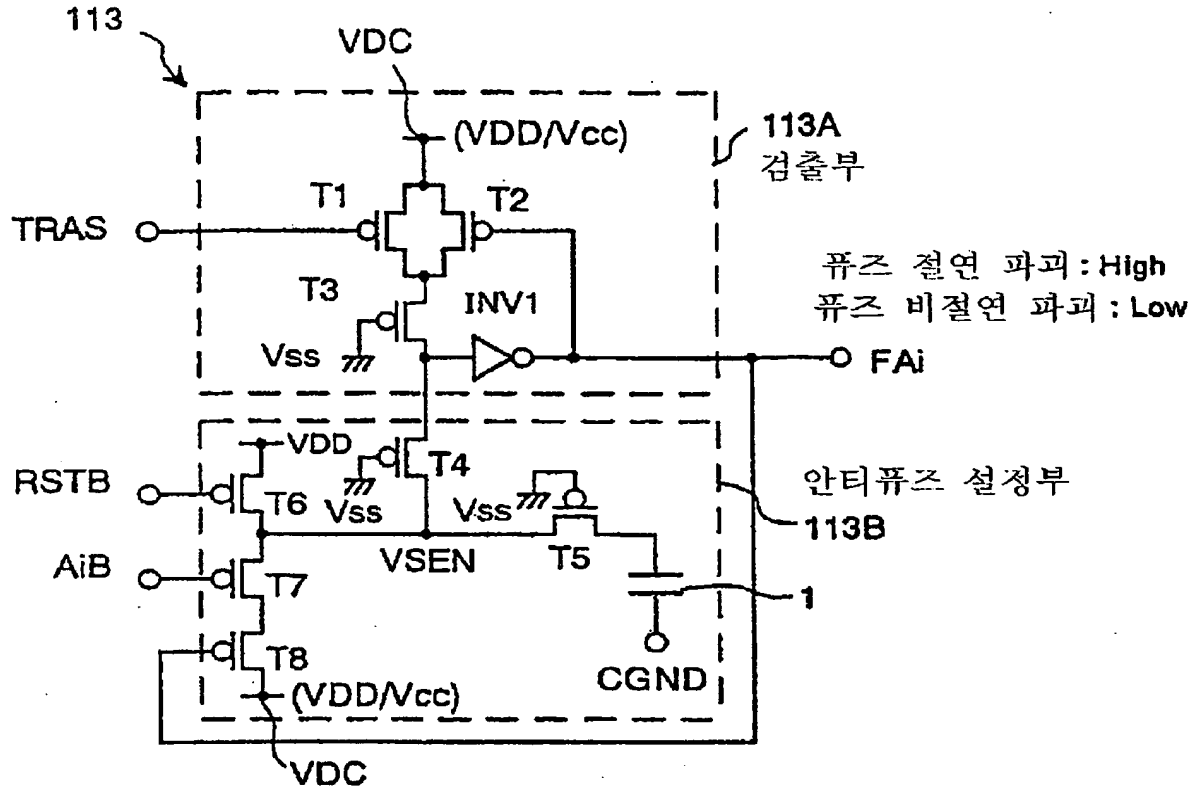 113
VDC
(VDD/Vcc)
113A
검출부
T1
T2
TRAS
T3
INV1
퓨즈 절연 파괴 : High
퓨즈 비절연 파괴 : Low
Vss
FAi
VDD
RSTB
T6
Vss
T4
Vss
안티퓨즈 설정부
113B
T5
VSEN
AiB
T7
1
T8
CGND
(VDD/Vcc)
VDC